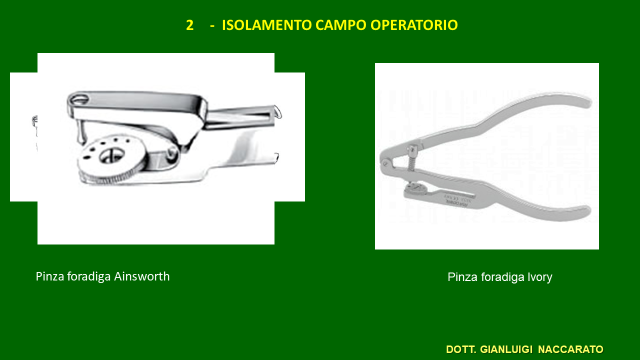 2 - ISOLAMENTO CAMPO OPERATORIO
Pinza foradiga Ainsworth
Pinza foradiga Ivory
DOTT. GIANLUIGI NACCARATO